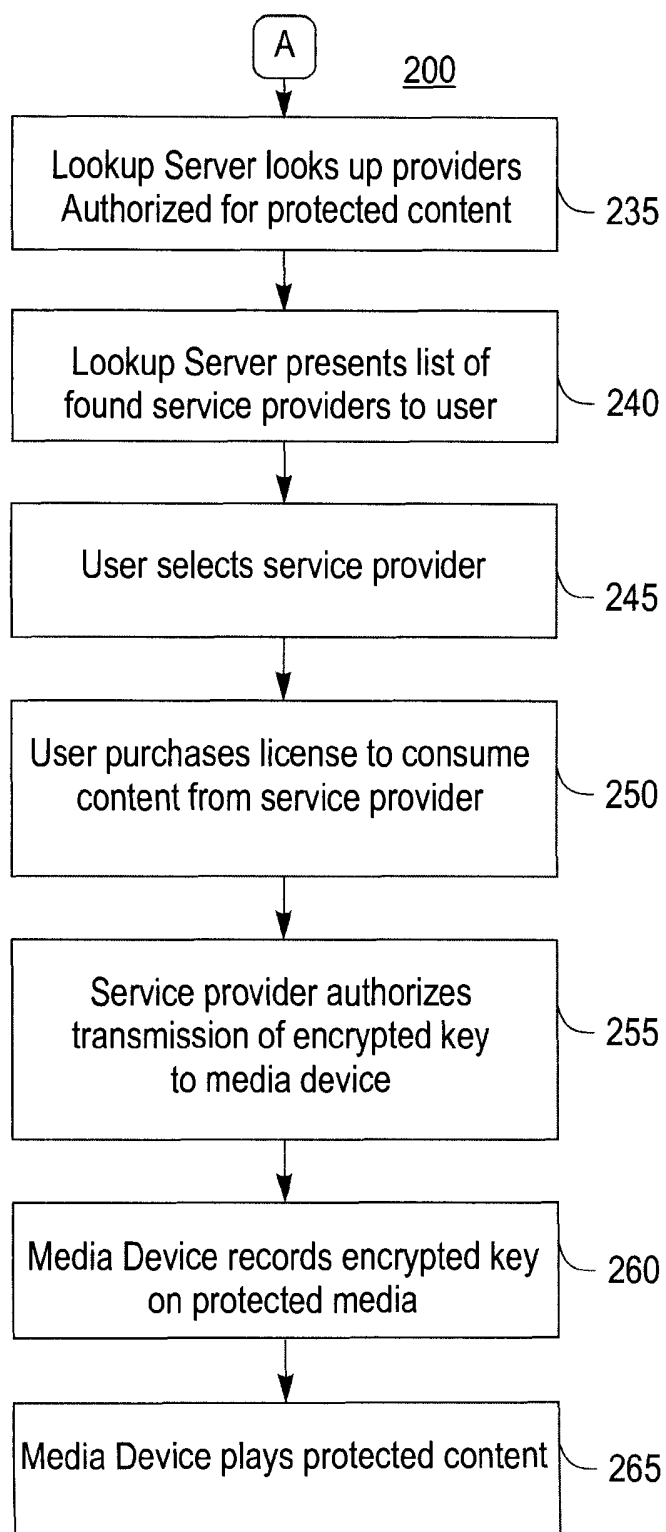 A
200
Lookup Server looks up providers
Authorized for protected content
235
Lookup Server presents list of
found service providers to user
240
User selects service provider
245
User purchases license to consume
content from service provider
250
Service provider authorizes
transmission of encrypted key
to media device
255
Media Device records encrypted key
on protected media
260
Media Device plays protected content
265